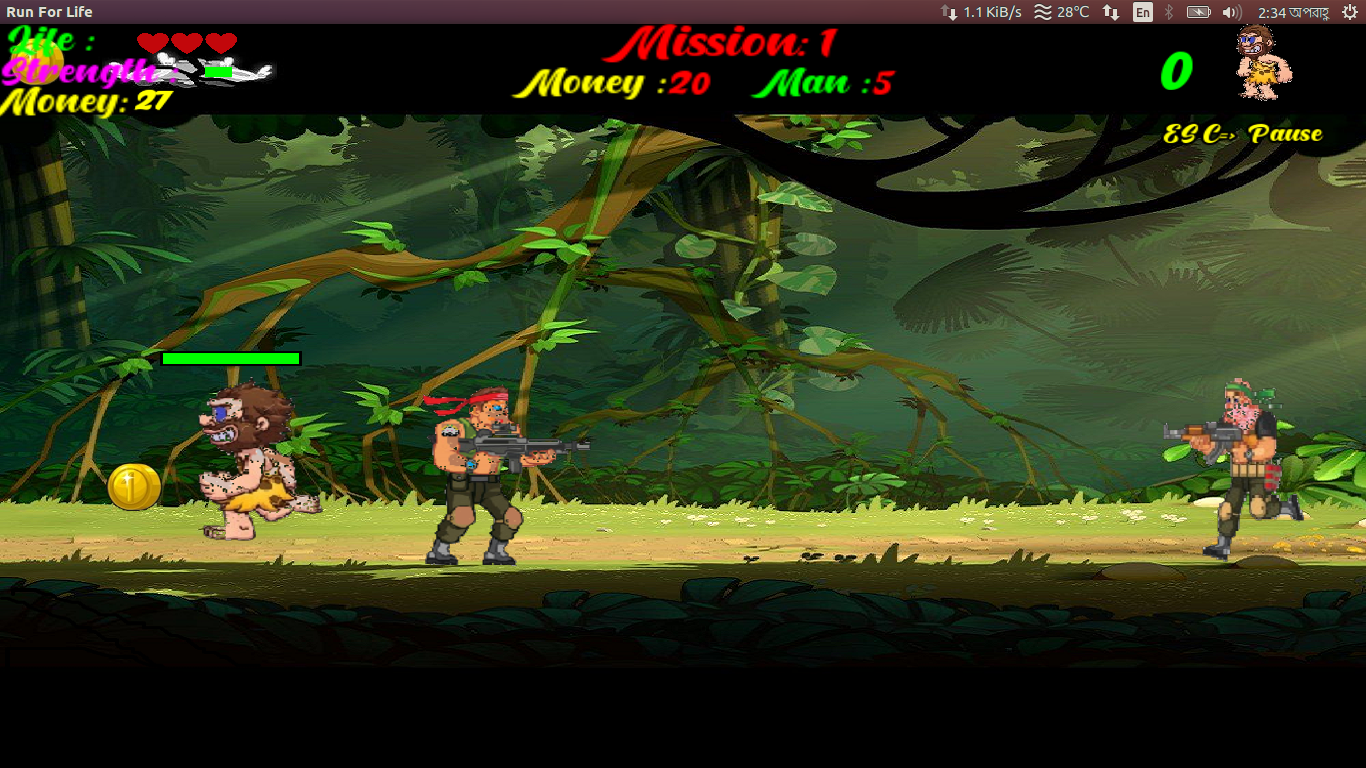 Run For Life
1.1 KiB/s 28°C En 2:34 অপরাহ্ণ
Life :
Strength :
Money: 27
Mission: 1
Money :20 Man :5
0
ESC=> Pause
1